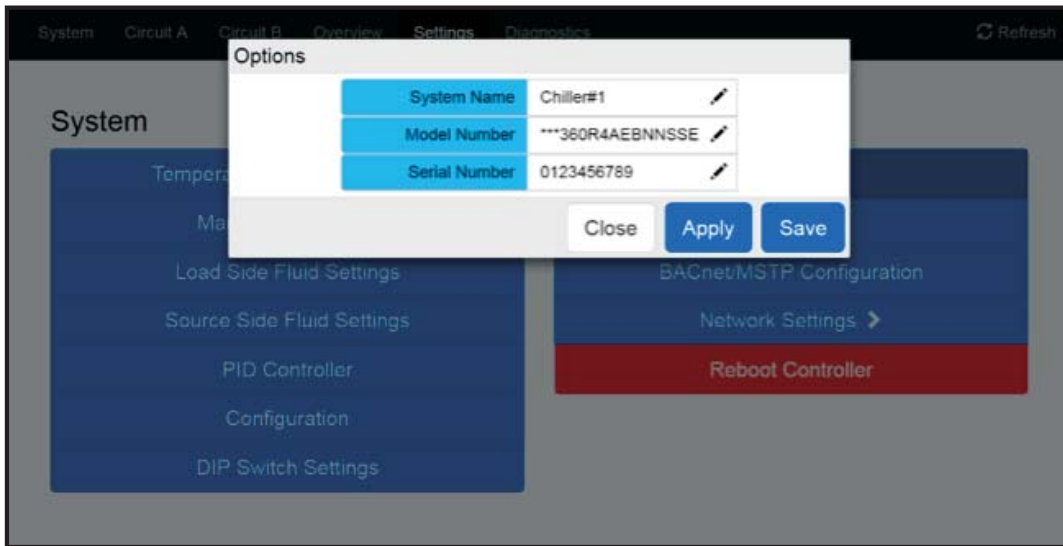 System Circuit A Circuit B Overview Settings Diagnostics Refresh
Options
System Name Chiller#1
Model Number ***360R4AEBNNSSE
Serial Number 0123456789
Close Apply Save
System
Load Side Fluid Settings
Source Side Fluid Settings
PID Controller
Configuration
DIP Switch Settings
BACnet/MSTP Configuration
Network Settings
Reboot Controller